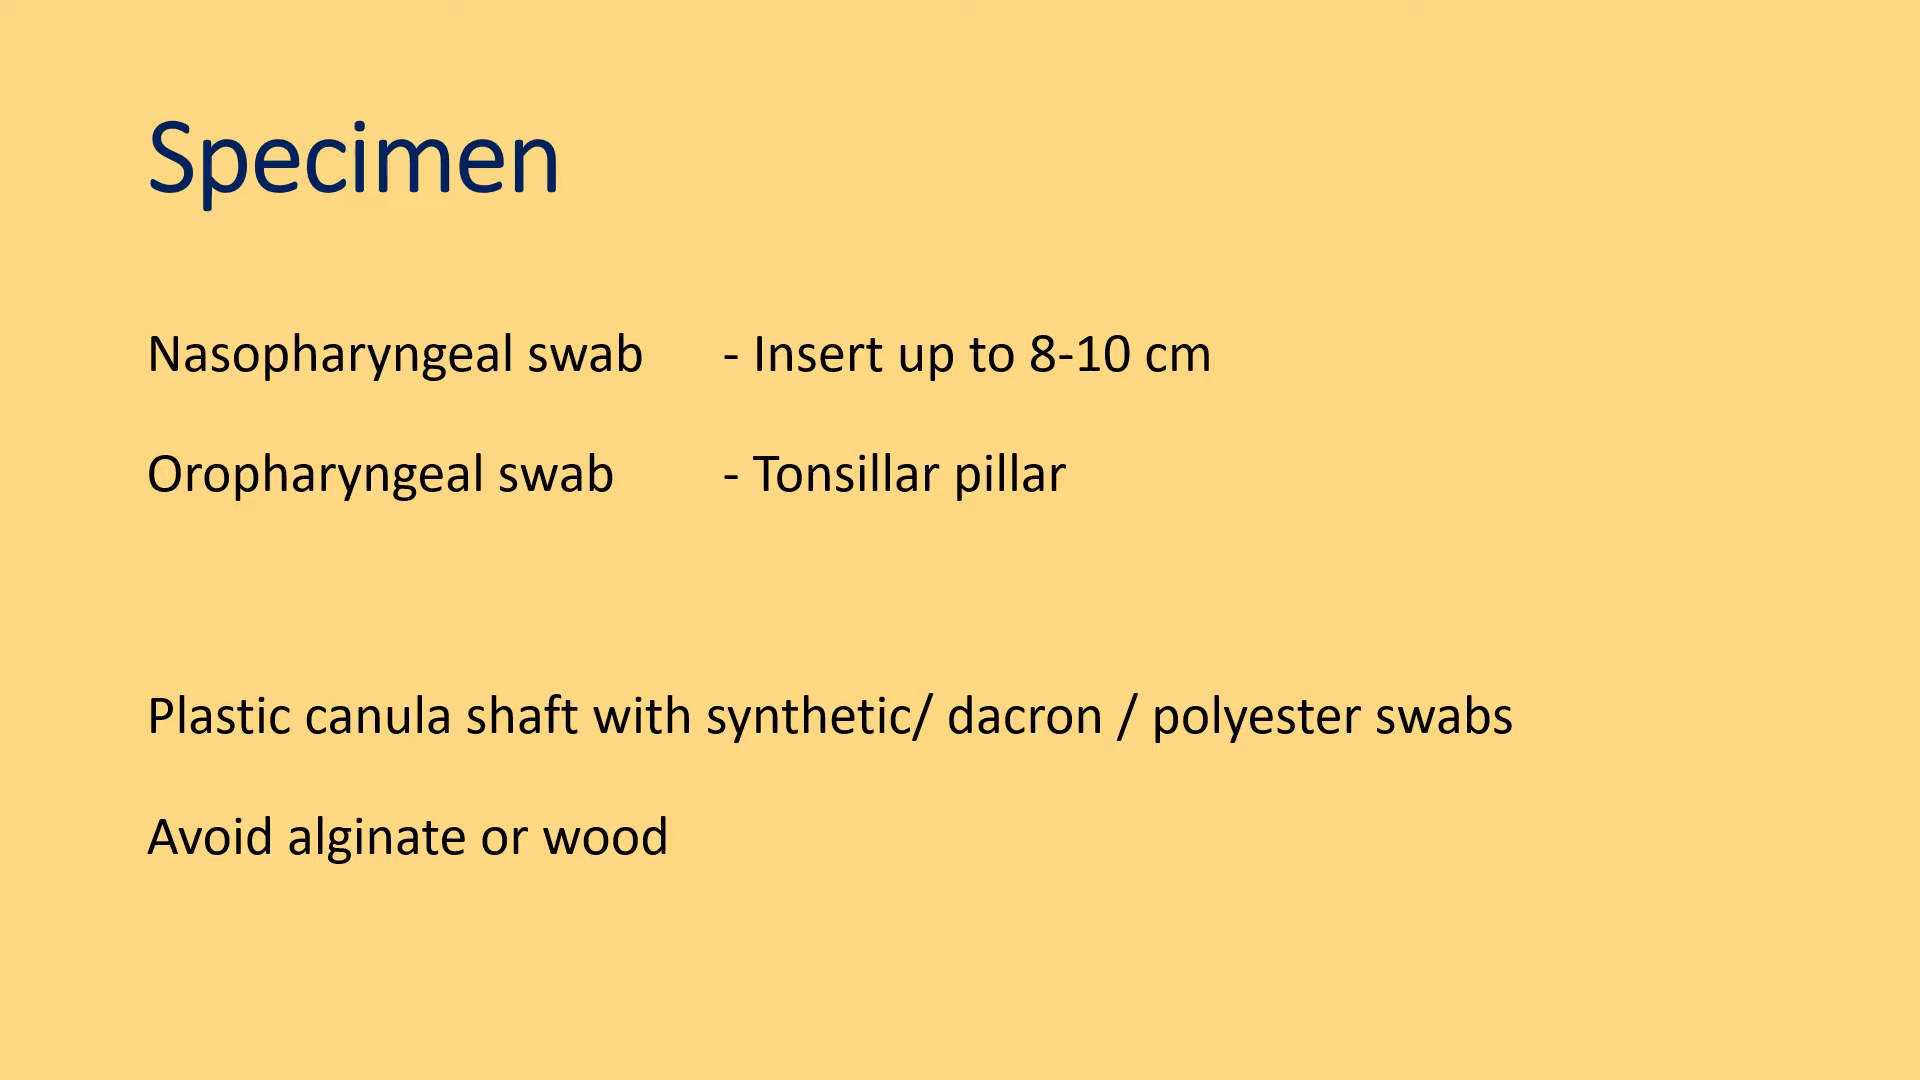 Specimen
Nasopharyngeal swab - Insert up to 8-10 cm
Oropharyngeal swab - Tonsillar pillar
Plastic canula shaft with synthetic/ dacron / polyester swabs
Avoid alginate or wood